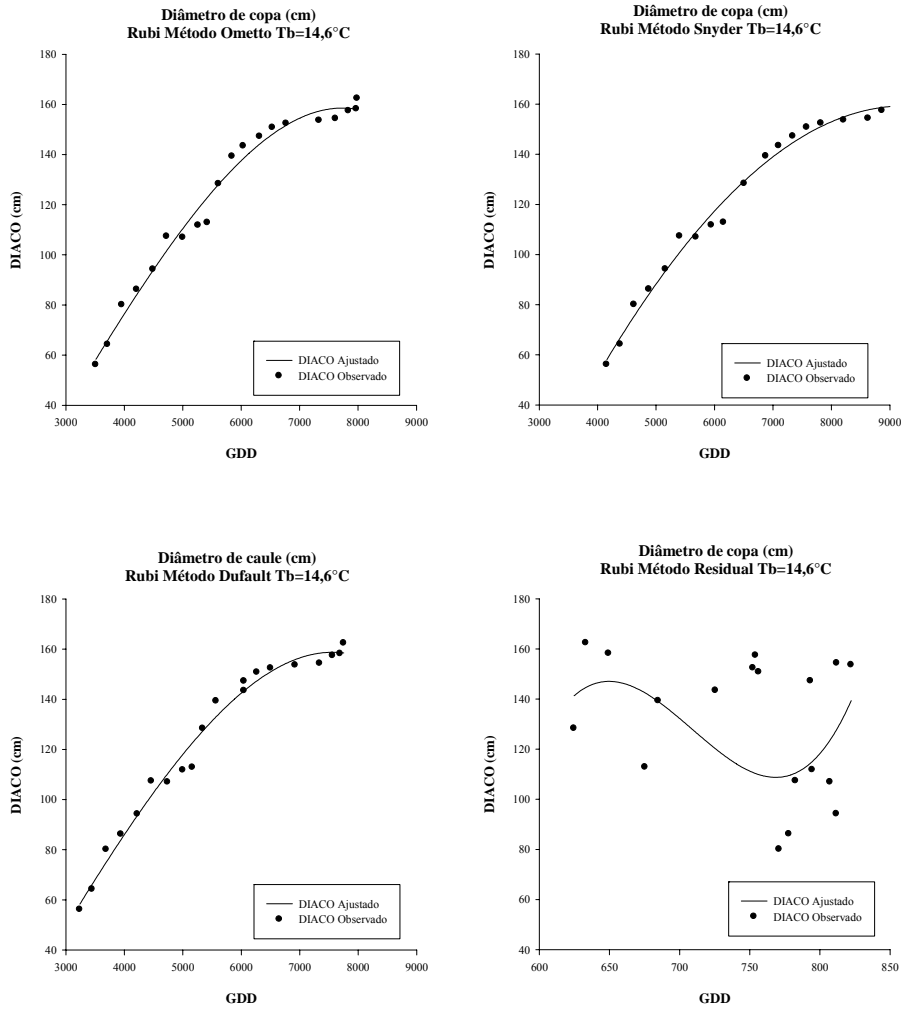 Diâmetro de copa (cm)
Rubi Método Ometto Tb=14,6°C
180
160
140
120
100
80
60
40
DIACO (cm)
DIACO Ajustado
DIACO Observado
3000 4000 5000 6000 7000 8000 9000
GDD
Diâmetro de copa (cm)
Rubi Método Snyder Tb=14,6°C
180
160
140
120
100
80
60
40
DIACO (cm)
DIACO Ajustado
DIACO Observado
3000 4000 5000 6000 7000 8000 9000
GDD
Diâmetro de caule (cm)
Rubi Método Dufault Tb=14,6°C
180
160
140
120
100
80
60
40
DIACO (cm)
DIACO Ajustado
DIACO Observado
3000 4000 5000 6000 7000 8000 9000
GDD
Diâmetro de copa (cm)
Rubi Método Residual Tb=14,6°C
180
160
140
120
100
80
60
40
DIACO (cm)
DIACO Ajustado
DIACO Observado
600 650 700 750 800 850
GDD